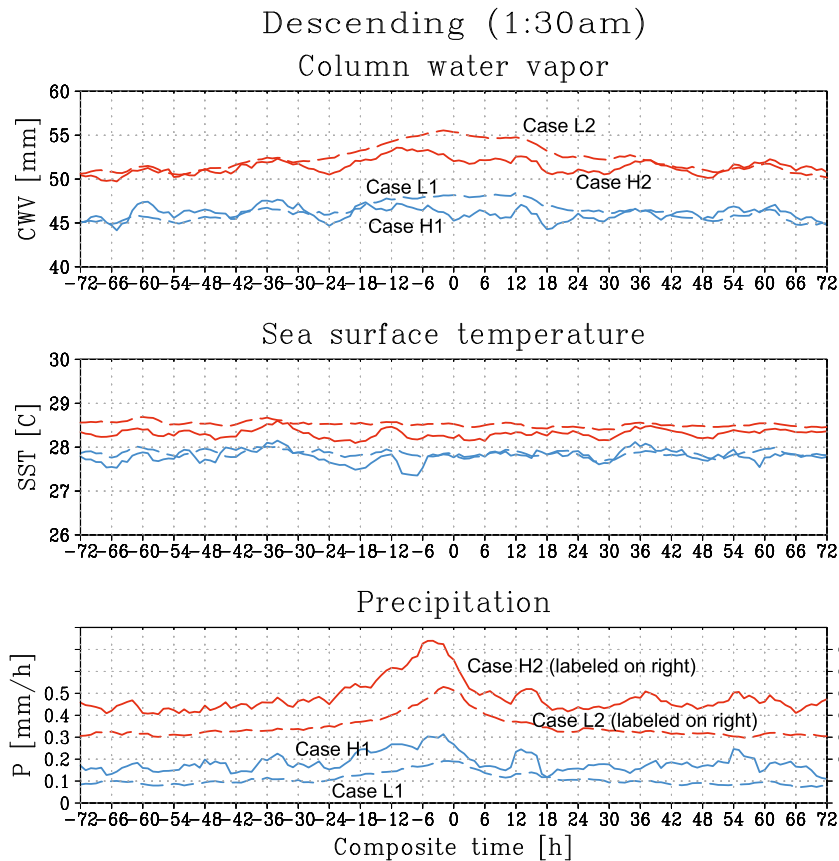 Descending (1:30am)
Column water vapor
CWV [mm]
60
55
50
45
40
Case L2
Case H2
Case L1
Case H1
−72 −66 −60 −54 −48 −42 −36 −30 −24 −18 −12 −6 0 6 12 18 24 30 36 42 48 54 60 66 72
Sea surface temperature
SST [C]
30
29
28
27
26
−72 −66 −60 −54 −48 −42 −36 −30 −24 −18 −12 −6 0 6 12 18 24 30 36 42 48 54 60 66 72
Precipitation
P [mm/h]
0.5
0.4
0.3
0.2
0.1
0
Case H2 (labeled on right)
Case L2 (labeled on right)
Case H1
Case L1
−72 −66 −60 −54 −48 −42 −36 −30 −24 −18 −12 −6 0 6 12 18 24 30 36 42 48 54 60 66 72
Composite time [h]